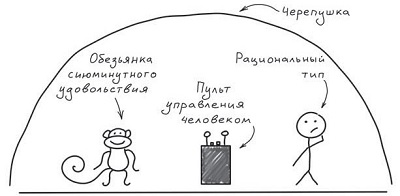 Черепушка
Обезьянка
сиюминутного
удовольствия
Пульт
управления
человеком
Рациональный
тип